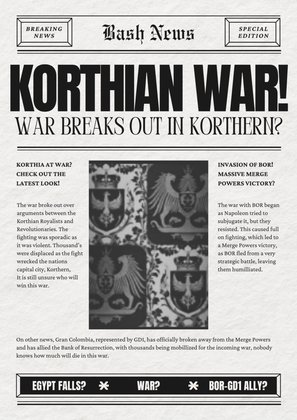 BREAKING
NEWS
Bash News
SPECIAL
EDITION
KORTHIAN WAR!
WAR BREAKS OUT IN KORTHERN?
KORTHIA AT WAR?
CHECK OUT THE
LATEST LOOK!
The war broke out over
arguments between the
Korthian Royalists and
Revolutionaries. The
fighting was sporadic as
it was violent. Thousand's
were displaced as the fight
wrecked the nations
capital city, Korthern,
It is still unsure who will
win this war.
INVASION OF BOR!
MASSIVE MERGE
POWERS VICTORY?
The war with BOR began
as Napoleon tried to
subjugate it, but they
resisted. This caused full
on fighting, which led to
a Merge Powers victory,
as BOR fled from a very
strategic battle, leaving
them humiliated.
On other news, Gran Colombia, represented by GD1, has officially broken away from the Merge Powers
and has allied the Bank of Resurrection, with thousands being mobilized for the incoming war, nobody
knows how much will die in this war.
EGYPT FALLS? WAR? BOR-GD1 ALLY?